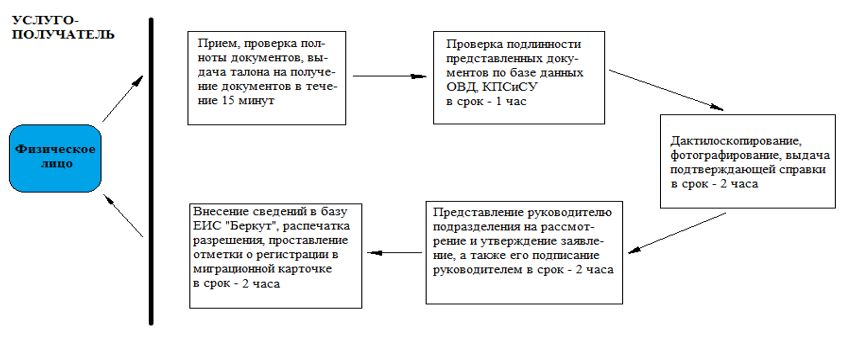 УСЛУГО-
ПОЛУЧАТЕЛЬ
Физическое
лицо
Прием, проверка пол-
ноты документов, вы-
дача талона на получе-
ние документов в тече-
ние 15 минут
Проверка подлинности
представленных доку-
ментов по базе данных
ОВД, КПСиСУ
в срок - 1 час
Дактилоскопирование,
фотографирование, выдача
подтверждающей справки
в срок - 2 часа
Представление руководителю
подразделения на рассмот-
рение и утверждение заявле-
ние, а также его подписание
руководителем в срок - 2 часа
Внесение сведений в базу
ЕИС "Беркут", распечатка
разрешения, проставление
отметки о регистрации в
миграционной карточке
в срок - 2 часа